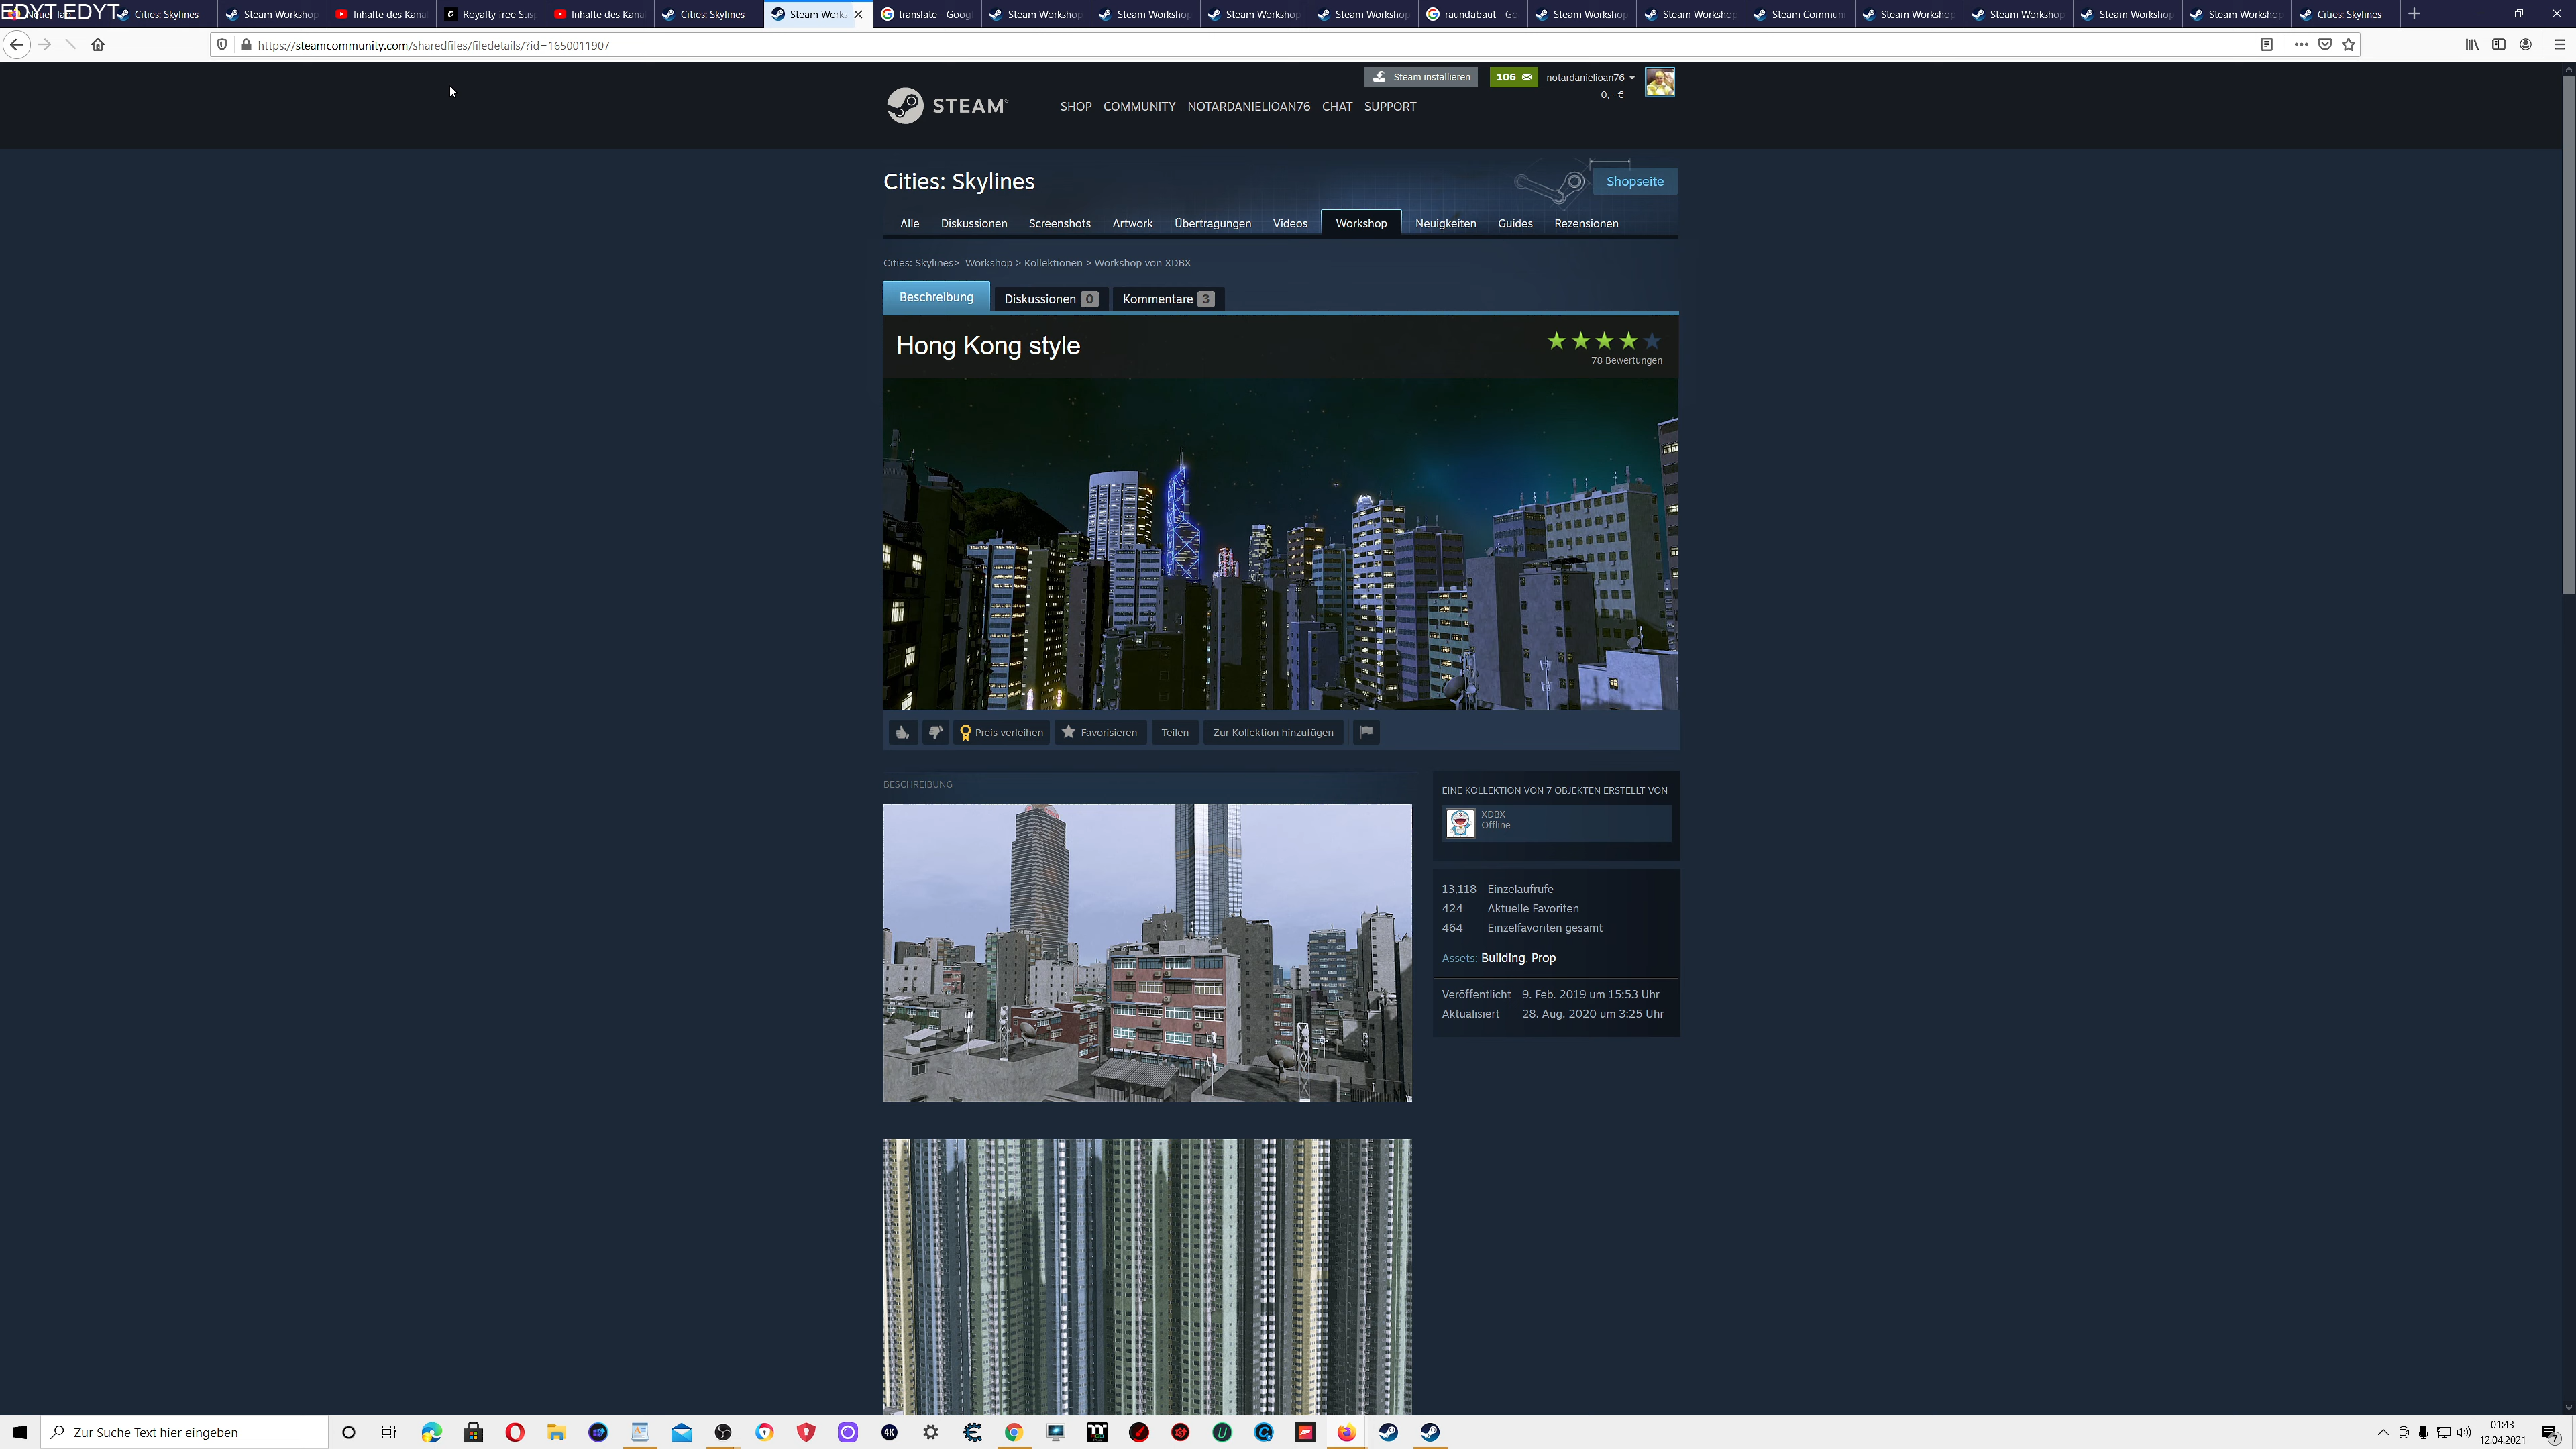 EDYT-EDYT
Cities: Skylines
Steam Workshop
Inhalte des Kana
Royalty free Sus
Inhalte des Kana
Cities: Skylines
Steam Works
translate - Goog
Steam Workshop
Steam Workshop
Steam Workshop
Steam Workshop
raundabaut - Go
Steam Workshop
Steam Workshop
Steam Communi
Steam Workshop
Steam Workshop
Steam Workshop
Steam Workshop
Cities: Skylines
https://steamcommunity.com/sharedfiles/filedetails/?id=1650011907
Steam installieren
106
notardanielioan76
0,--€
STEAM®
SHOP COMMUNITY NOTARDANIELIOAN76 CHAT SUPPORT
Cities: Skylines
Shopseite
Alle Diskussionen Screenshots Artwork Übertragungen Videos Workshop Neuigkeiten Guides Rezensionen
Cities: Skylines> Workshop > Kollektionen > Workshop von XDBX
Beschreibung Diskussionen 0 Kommentare 3
Hong Kong style
78 Bewertungen
Preis verleihen Favorisieren Teilen Zur Kollektion hinzufügen
BESCHREIBUNG
EINE KOLLEKTION VON 7 OBJEKTEN ERSTELLT VON
XDBX
Offline
13,118 Einzelaufrufe
424 Aktuelle Favoriten
464 Einzelfavoriten gesamt
Assets: Building, Prop
Veröffentlicht 9. Feb. 2019 um 15:53 Uhr
Aktualisiert 28. Aug. 2020 um 3:25 Uhr
Zur Suche Text hier eingeben
4K
01:43
12.04.2021
7